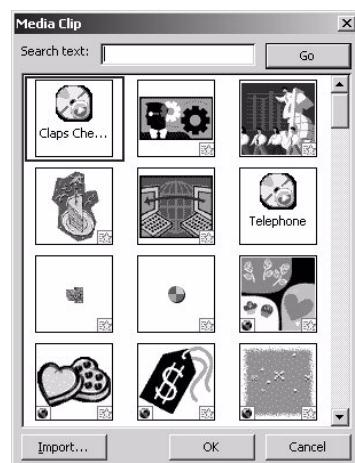 Media Clip
Search text:
Go
Claps Che...
Telephone
$
Import...
OK
Cancel